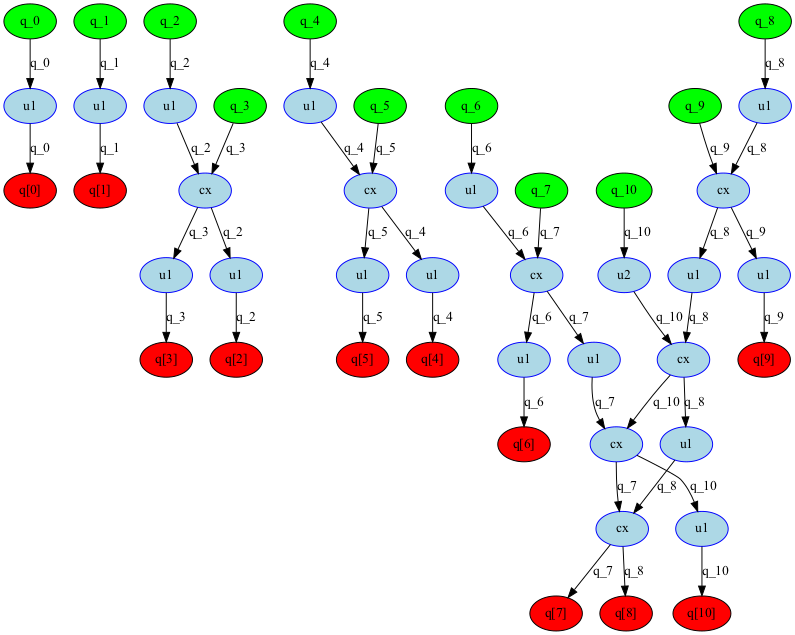 q_0 q_1 q_2 q_4 q_8
q_0 q_1 q_2 q_4 q_8
u1 u1 u1 q_3 u1 q_5 q_6 q_9 u1
q_0 q_1 q_2 q_3 q_4 q_5 q_6 q_9 q_8
q[0] q[1] cx cx u1 q_7 q_10 cx
q_3 q_2 q_5 q_4 q_6 q_7 q_10 q_8 q_9
u1 u1 u1 u1 cx u2 u1 u1
q_3 q_2 q_5 q_4 q_6 q_7 q_10 q_8 q_9
q[3] q[2] q[5] q[4] u1 u1 cx q[9]
q_6 q_7 q_10 q_8
q[6] cx u1
q_7 q_8 q_10
cx u1
q_7 q_8 q_10
q[7] q[8] q[10]